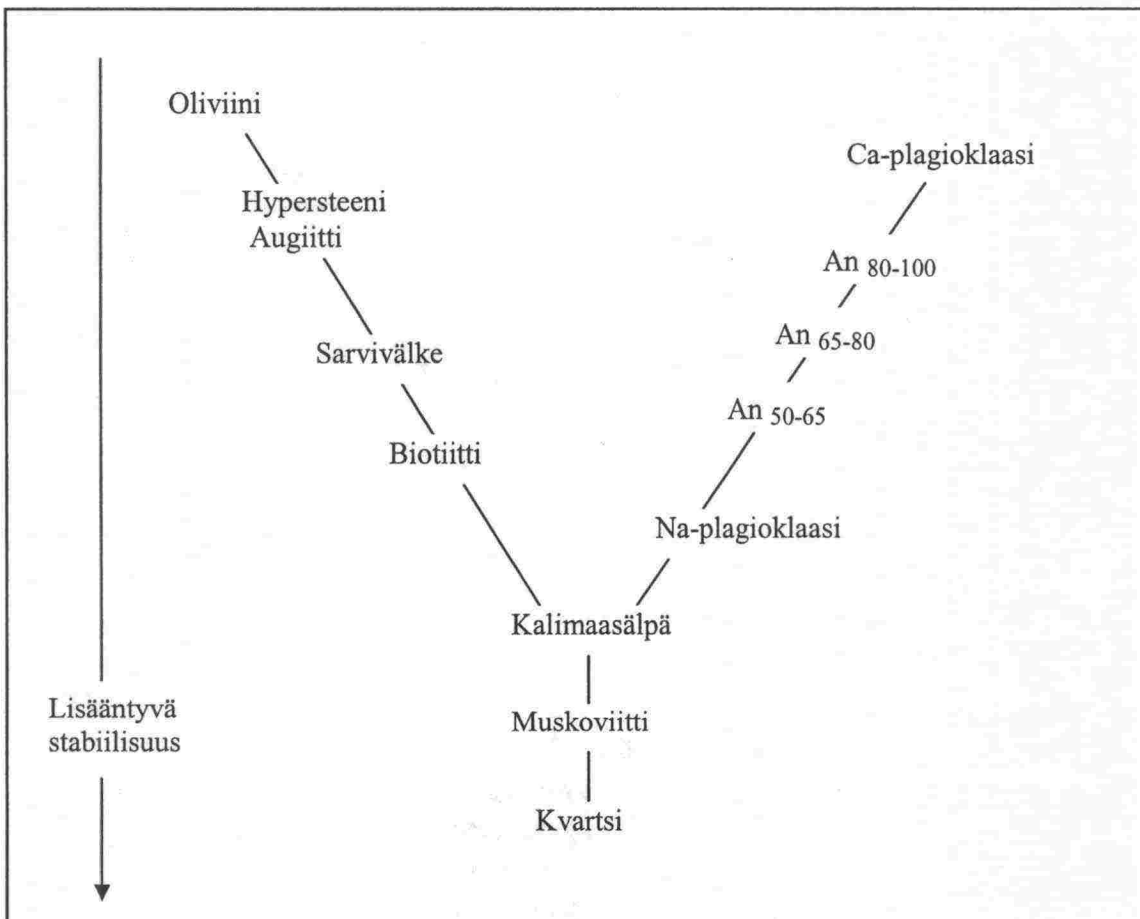 Oliviini
Ca-plagioklaasi
Hypersteeni
Augiitti
An 80-100
An 65-80
Sarvivälke
An 50-65
Biotiitti
Na-plagioklaasi
Kalimaasälpä
Lisääntyvä
stabiilisuus
Muskoviitti
Kvartsi